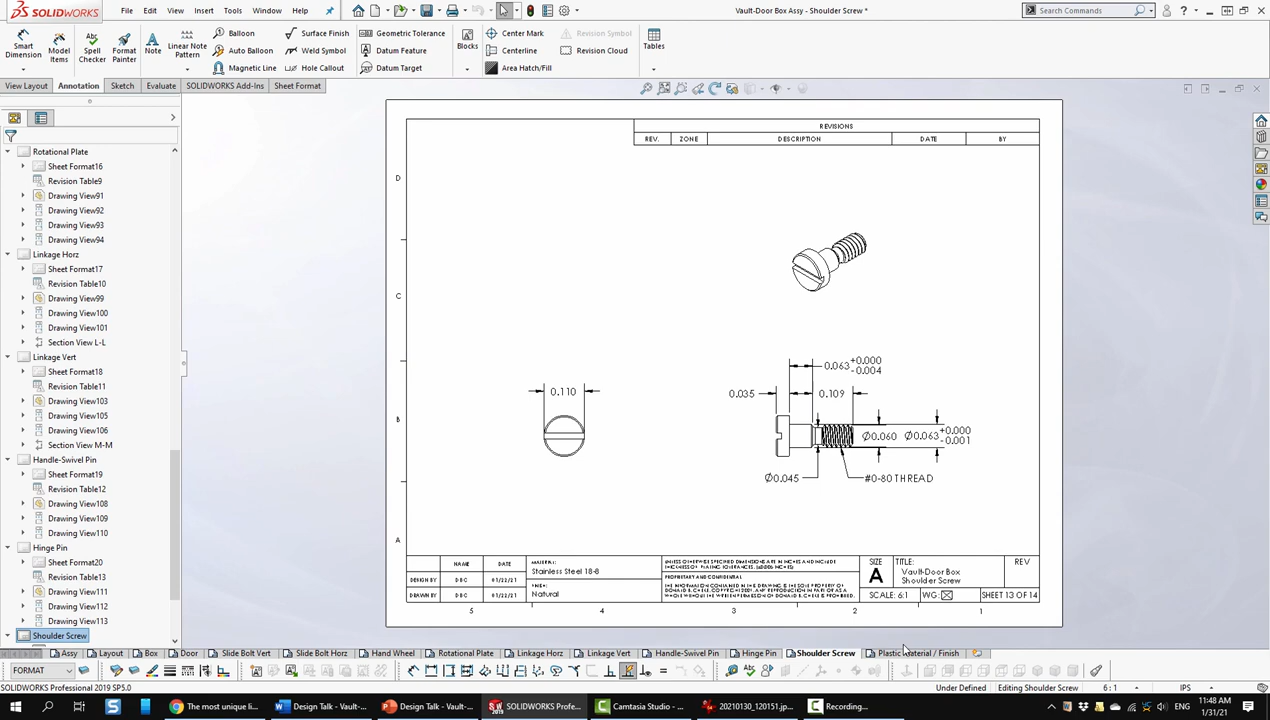 SOLIDWORKS
File
Edit
View
Insert
Tools
Window
Help
Vault-Door Box Assy - Shoulder Screw *
Search Commands
Smart
Dimension
Model
Items
Spell
Checker
Format
Painter
Note
Linear Note
Pattern
Balloon
Auto Balloon
Magnetic Line
Surface Finish
Weld Symbol
Hole Callout
Geometric Tolerance
Datum Feature
Datum Target
Blocks
Center Mark
Centerline
Area Hatch/Fill
Revision Symbol
Revision Cloud
Tables
View Layout
Annotation
Sketch
Evaluate
SOLIDWORKS Add-Ins
Sheet Format
Rotational Plate
Sheet Format16
Revision Table9
Drawing View91
Drawing View92
Drawing View93
Drawing View94
Linkage Horz
Sheet Format17
Revision Table10
Drawing View99
Drawing View100
Drawing View101
Section View L-L
Linkage Vert
Sheet Format18
Revision Table11
Drawing View103
Drawing View105
Drawing View106
Section View M-M
Handle-Swivel Pin
Sheet Format19
Revision Table12
Drawing View108
Drawing View109
Drawing View110
Hinge Pin
Sheet Format20
Revision Table13
Drawing View111
Drawing View112
Drawing View113
Shoulder Screw
REVISIONS
REV.
ZONE
DESCRIPTION
DATE
BY
D
C
B
A
0.110
0.063 +0.000
-0.004
0.035
0.109
Ø0.060
Ø0.063 +0.000
-0.001
Ø0.045
#0-80 THREAD
NAME
DATE
DESIGN BY
DBC
01/22/21
DRAWN BY
DBC
01/22/21
MATERIAL:
Stainless Steel 18-8
Natural
PROPRIETARY AND CONFIDENTIAL
SIZE
A
TITLE:
Vault-Door Box
Shoulder Screw
REV
SCALE: 6:1
WG:
SHEET 13 OF 14
5
4
3
2
1
Assy
Layout
Box
Door
Slide Bolt Vert
Slide Bolt Horz
Hand Wheel
Rotational Plate
Linkage Horz
Linkage Vert
Handle-Swivel Pin
Hinge Pin
Shoulder Screw
Plastic Material / Finish
FORMAT
SOLIDWORKS Professional 2019 SP5.0
Under Defined
Editing Shoulder Screw
6 : 1
IPS
The most unique li...
Design Talk - Vault-...
Design Talk - Vault-...
SOLIDWORKS Profe...
Camtasia Studio - ...
20210130_120151.jp...
Recording...
ENG
11:48 AM
1/31/21